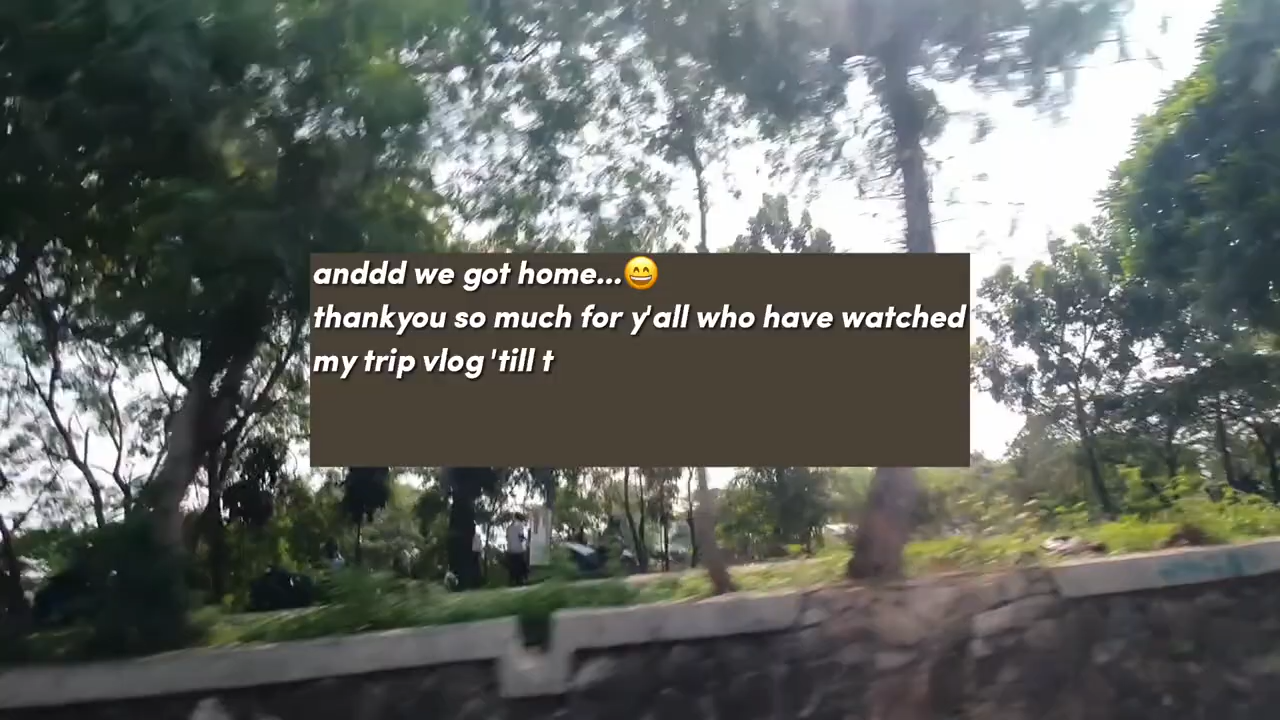 anddd we got home...😄
thankyou so much for y'all who have watched
my trip vlog 'till t